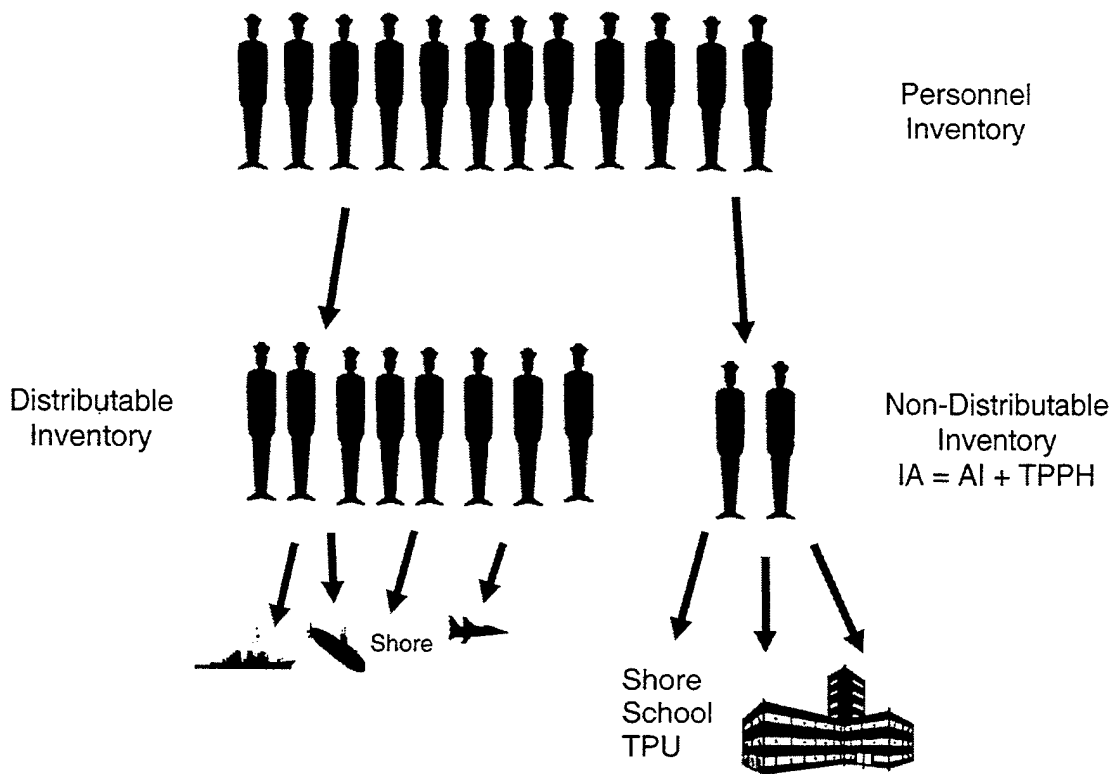 Personnel
Inventory
Distributable
Inventory
Non-Distributable
Inventory
IA = AI + TPPH
Shore
Shore
School
TPU